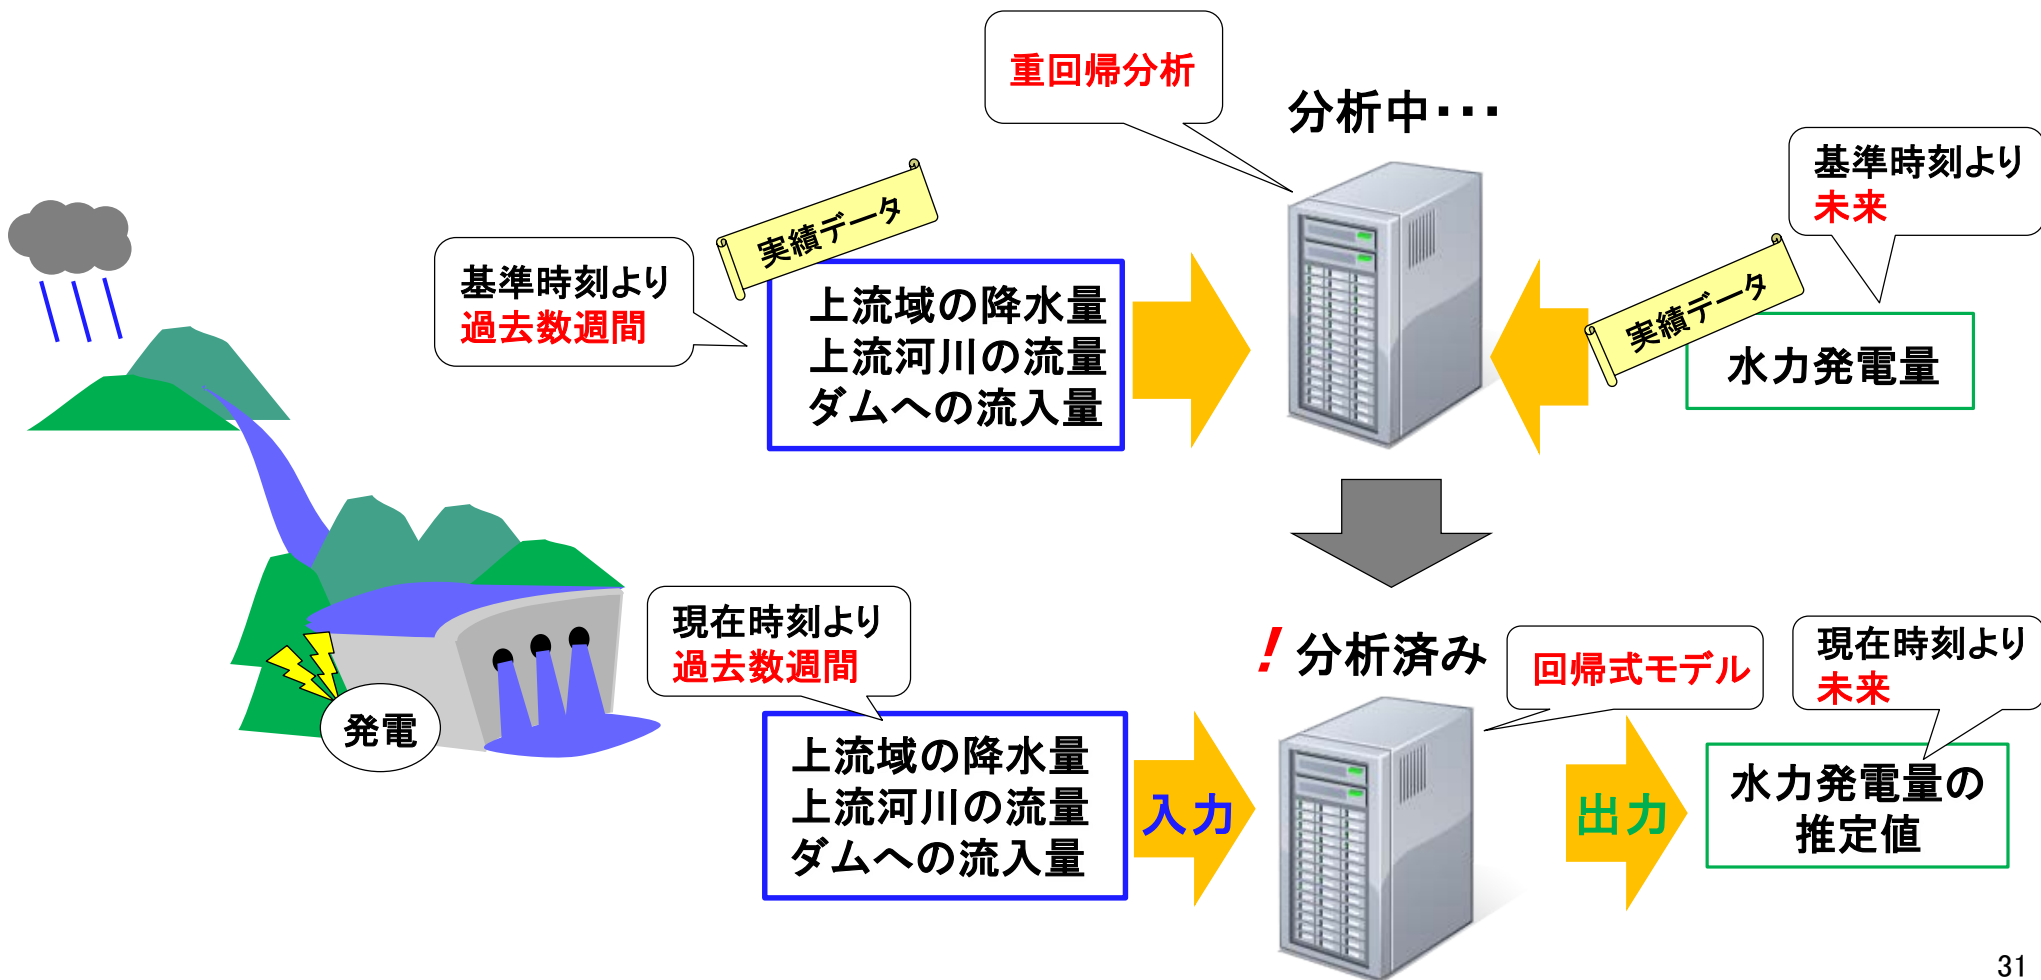 重回帰分析
分析中・・・
基準時刻より
未来
実績データ
基準時刻より
過去数週間
上流域の降水量
上流河川の流量
ダムへの流入量
実績データ
水力発電量
現在時刻より
過去数週間
！分析済み
回帰式モデル
現在時刻より
未来
発電
上流域の降水量
上流河川の流量
ダムへの流入量
入力
出力
水力発電量の
推定値
31